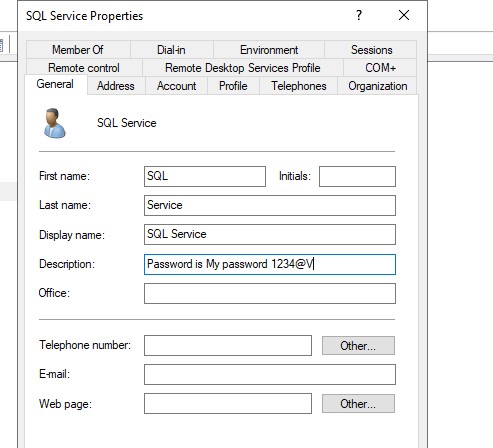 SQL Service Properties
Member Of Dial-in Environment Sessions
Remote control Remote Desktop Services Profile COM+
General Address Account Profile Telephones Organization
SQL Service
First name: SQL Initials:
Last name: Service
Display name: SQL Service
Description: Password is My password 1234@V
Office:
Telephone number: Other...
E-mail:
Web page: Other...